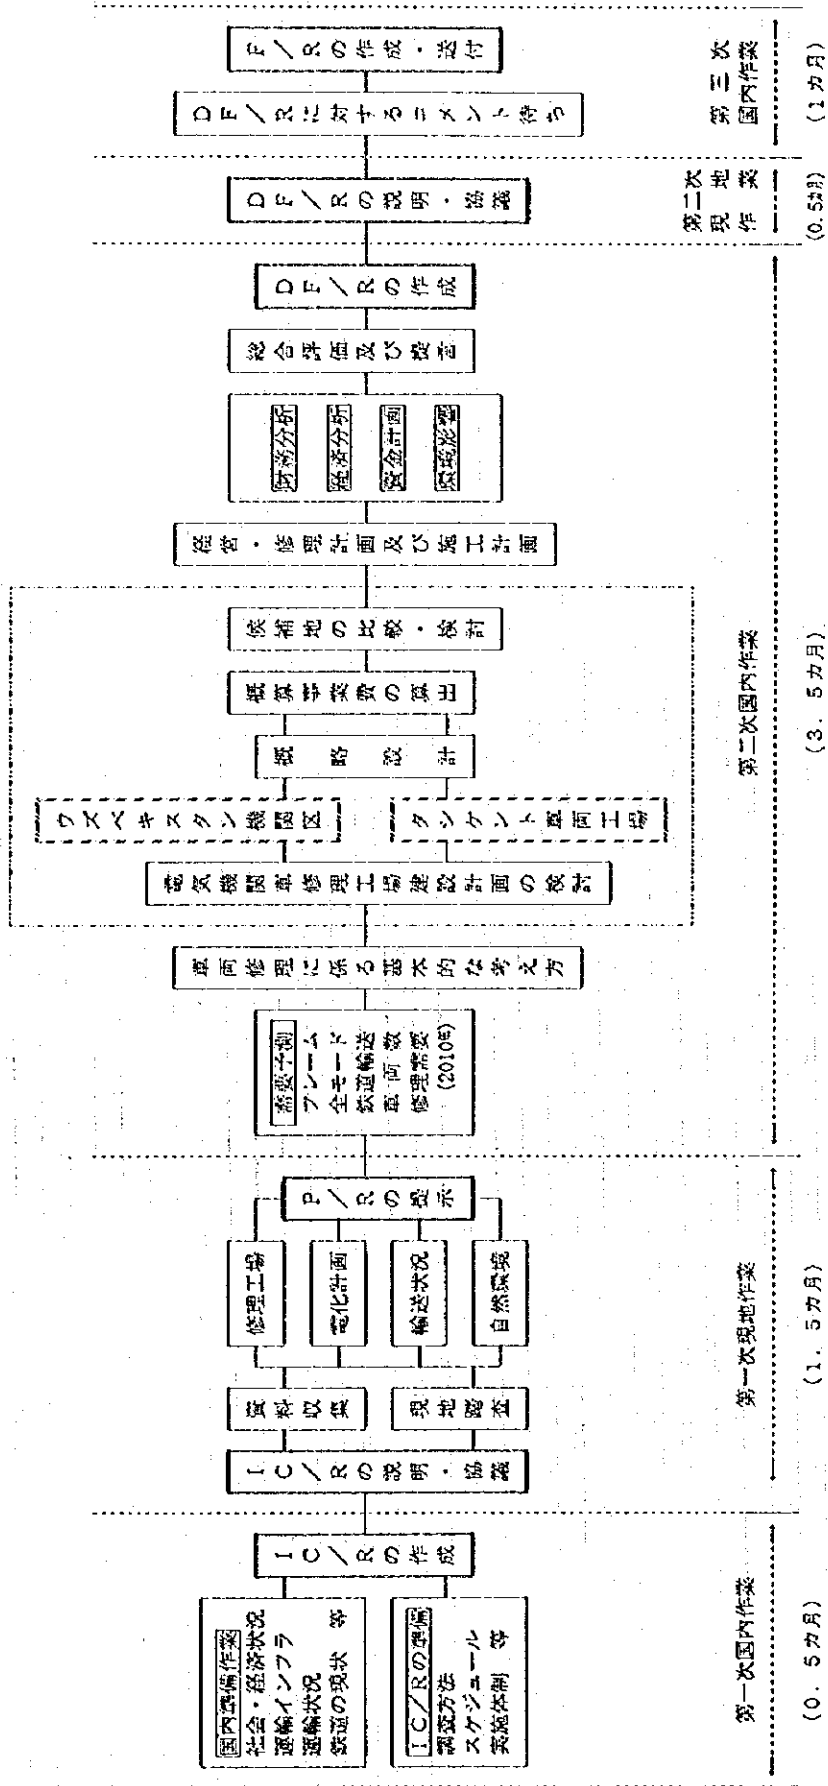 国内準備作業
社会・経済状況
運輸インフラ
運輸状況
鉄道の現状 等
IC/Rの準備
調査方法
スケジュール
実施体制 等
IC/Rの作成
第一次国内作業
(0.5カ月)
IC/Rの説明・協議
資料収集
現地踏査
修理工場
電化計画
輸送状況
自然環境
P/Rの提示
第一次現地作業
(1.5カ月)
需要予測
フレーム
全モード
鉄道輸送
車両数
修理需要
(2010年)
車両修理に係る基本的な考え方
電気機関車修理工場建設計画の検討
ウズベキスタン機関区
タシケント車両工場
概略設計
概算事業費の算出
候補地の比較・検討
経営・修理計画及び施工計画
財務分析
経済分析
資金計画
環境影響
総合評価及び提言
DF/Rの作成
第二次国内作業
(3.5カ月)
DF/Rの説明・協議
第二次
現地
作業
(0.5カ月)
DF/Rに対するコメント待ち
F/Rの作成・送付
第三次
国内作業
(1カ月)